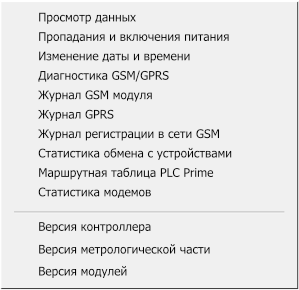 Просмотр данных
Пропадания и включения питания
Изменение даты и времени
Диагностика GSM/GPRS
Журнал GSM модуля
Журнал GPRS
Журнал регистрации в сети GSM
Статистика обмена с устройствами
Маршрутная таблица PLC Prime
Статистика модемов
Версия контроллера
Версия метрологической части
Версия модулей